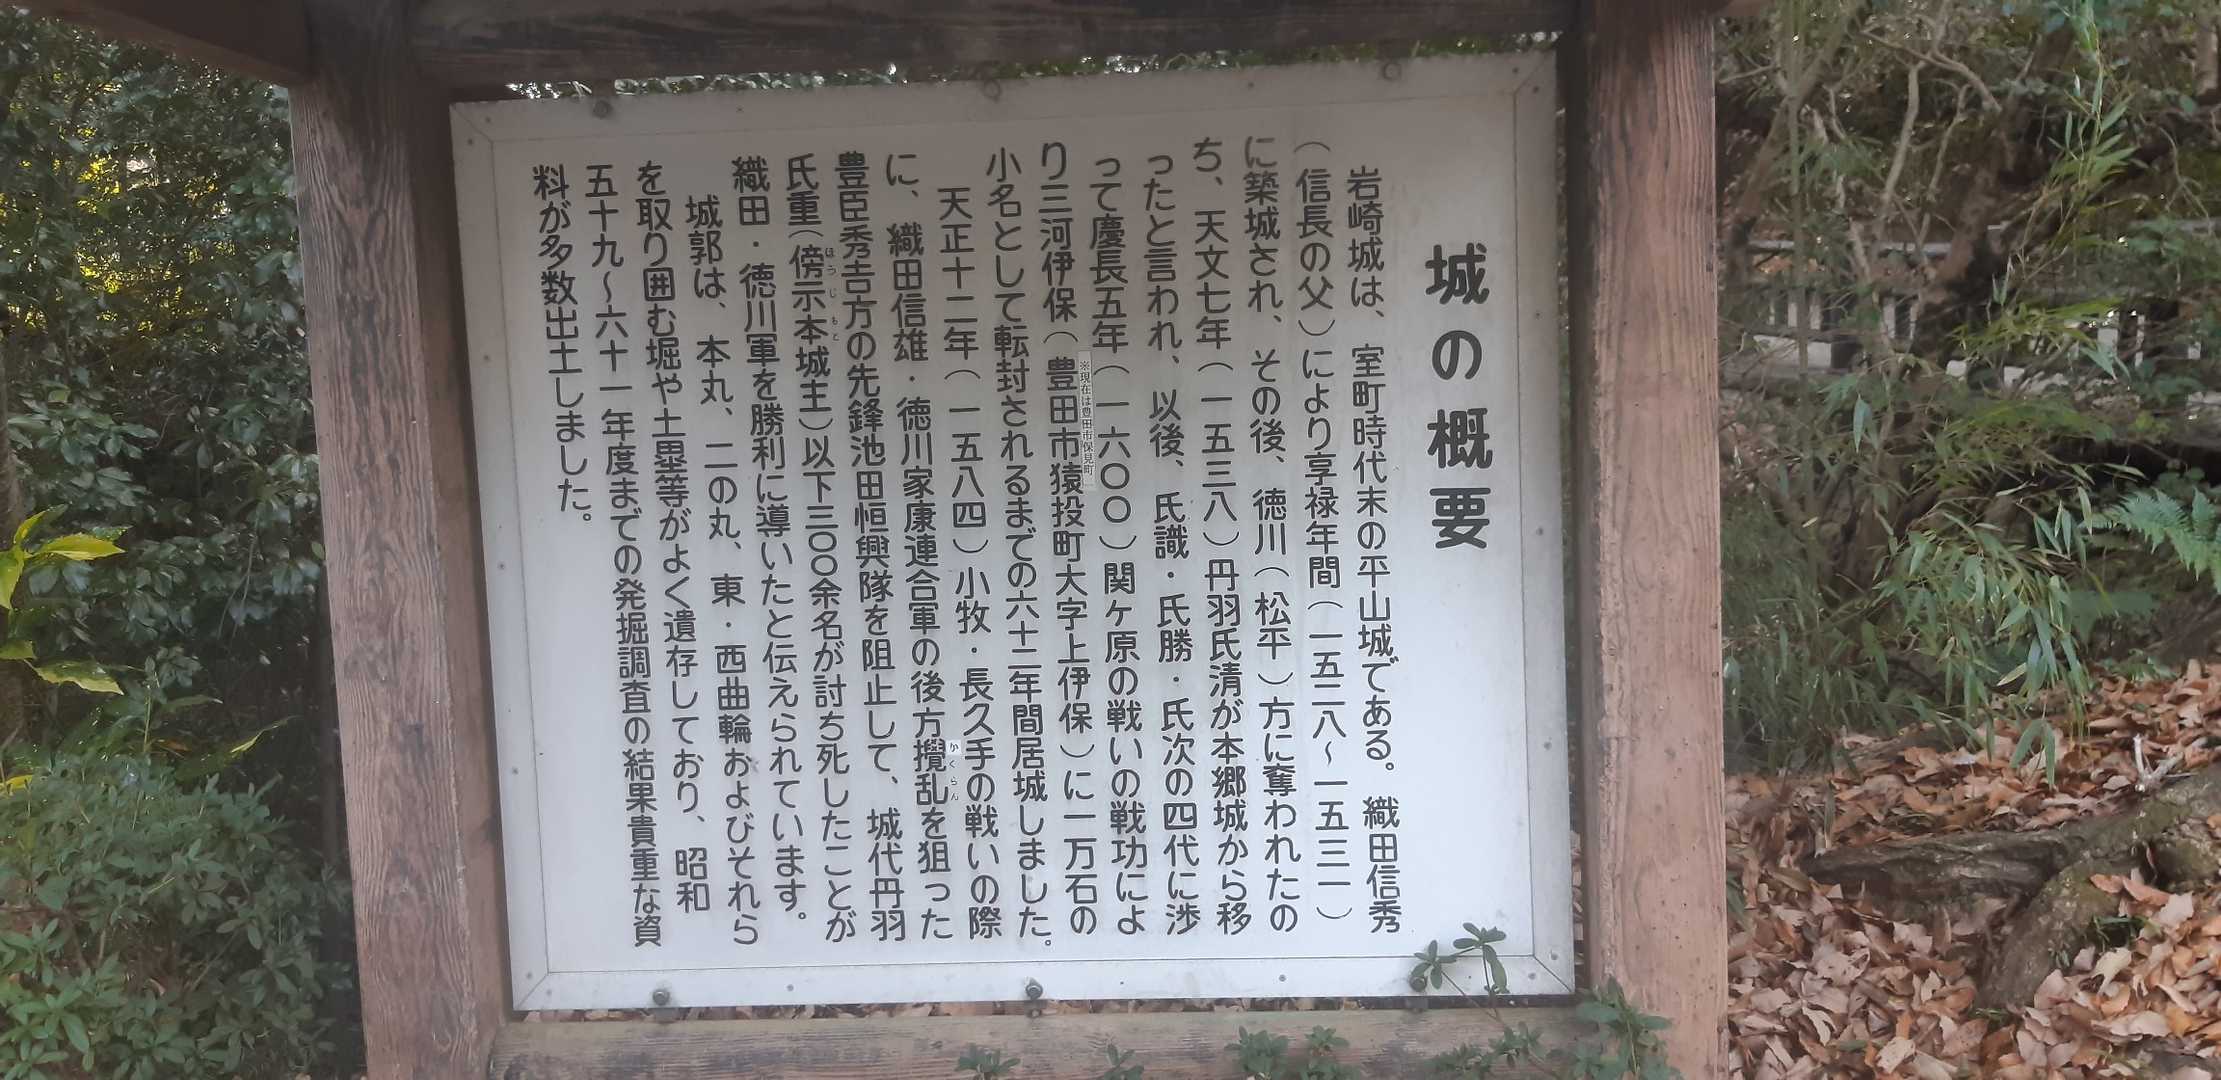 城の概要
岩崎城は、室町時代末の平山城である。織田信秀
（信長の父）により享禄年間（一五二八～一五三一）
に築城され、その後、徳川（松平）方に奪われたの
ち、天文七年（一五三八）丹羽氏清が本郷城から移
ったと言われ、以後、氏識・氏勝・氏次の四代に渉
って慶長五年（一六〇〇）関ヶ原の戦いの戦功によ
※現在は豊田市保見町
り三河伊保（豊田市猿投町大字上伊保）に一万石の
小名として転封されるまでの六十二年間居城しました。
天正十二年（一五八四）小牧・長久手の戦いの際
かくらん
に、織田信雄・徳川家康連合軍の後方攪乱を狙った
豊臣秀吉方の先鋒池田恒興隊を阻止して、城代丹羽
ほうじもと
氏重（傍示本城主）以下三〇〇余名が討ち死したことが
織田・徳川軍を勝利に導いたと伝えられています。
城郭は、本丸、二の丸、東・西曲輪およびそれら
を取り囲む堀や土塁等がよく遺存しており、昭和
五十九～六十一年度までの発掘調査の結果貴重な資
料が多数出土しました。